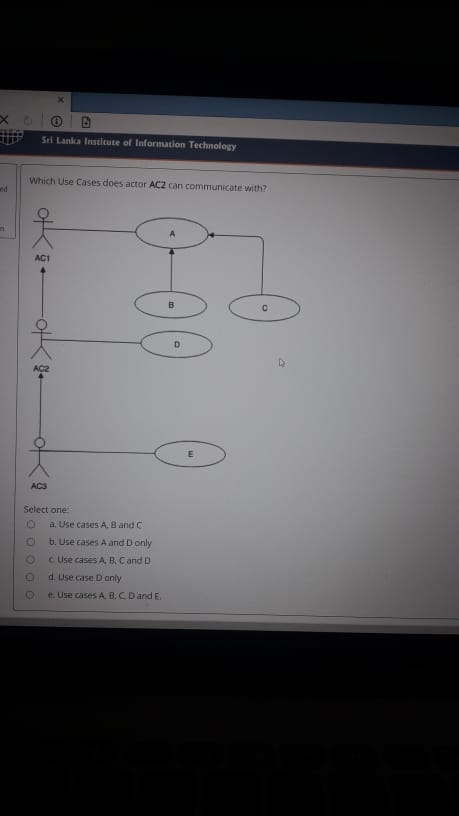 Sri Lanka Institute of Information Technology
Which Use Cases does actor AC2 can communicate with?
A
AC1
B
C
D
AC2
E
AC3
Select one:
a. Use cases A, B and C
b. Use cases A and D only
c. Use cases A, B, C and D
d. Use case D only
e. Use cases A, B, C, D and E.